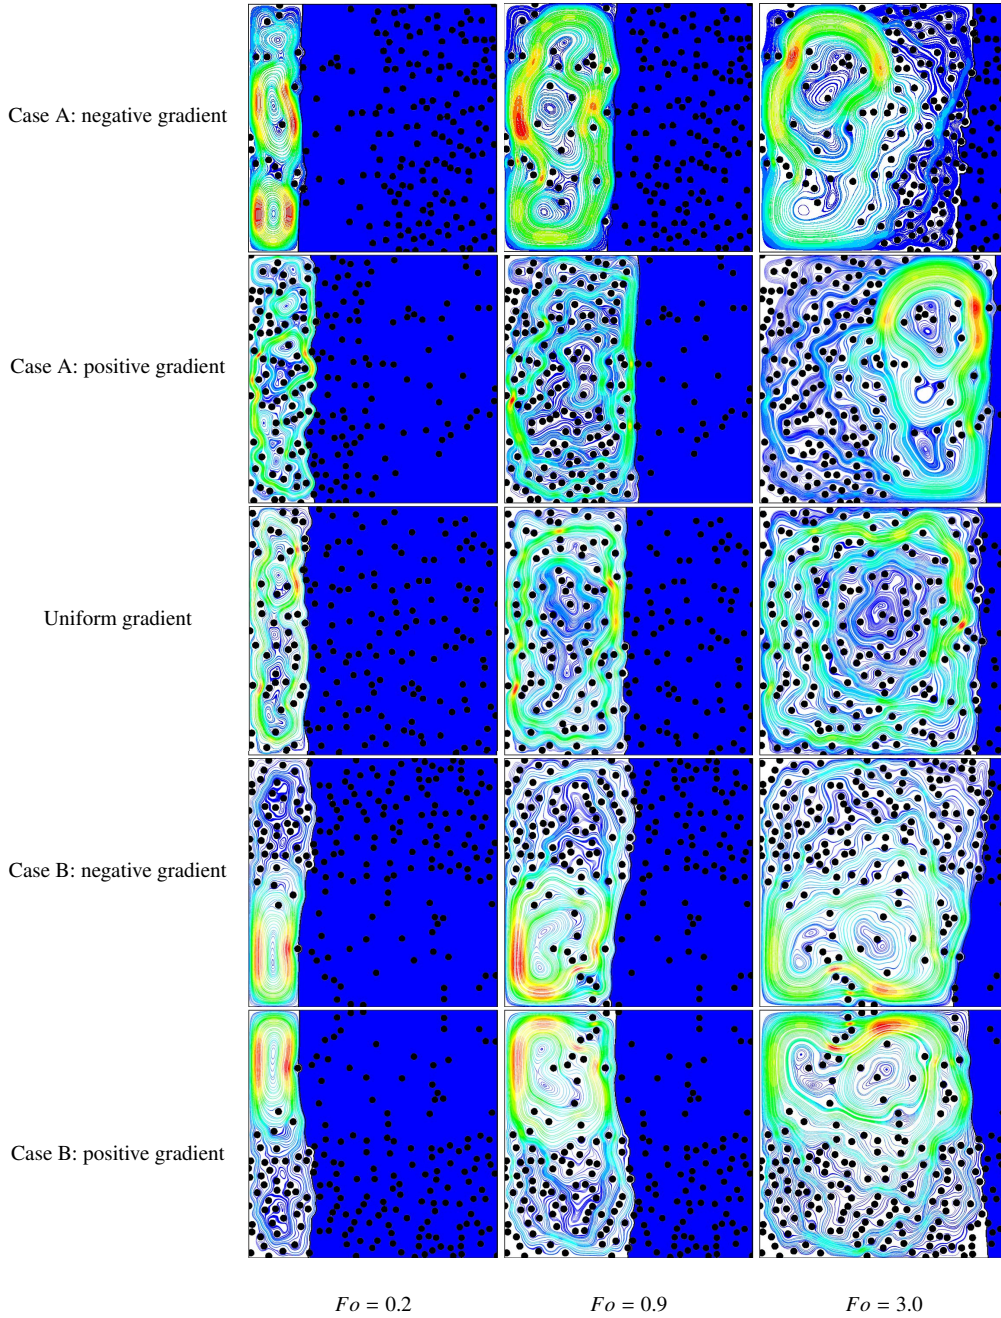 Case A: negative gradient
Case A: positive gradient
Uniform gradient
Case B: negative gradient
Case B: positive gradient
Fo = 0.2
Fo = 0.9
Fo = 3.0